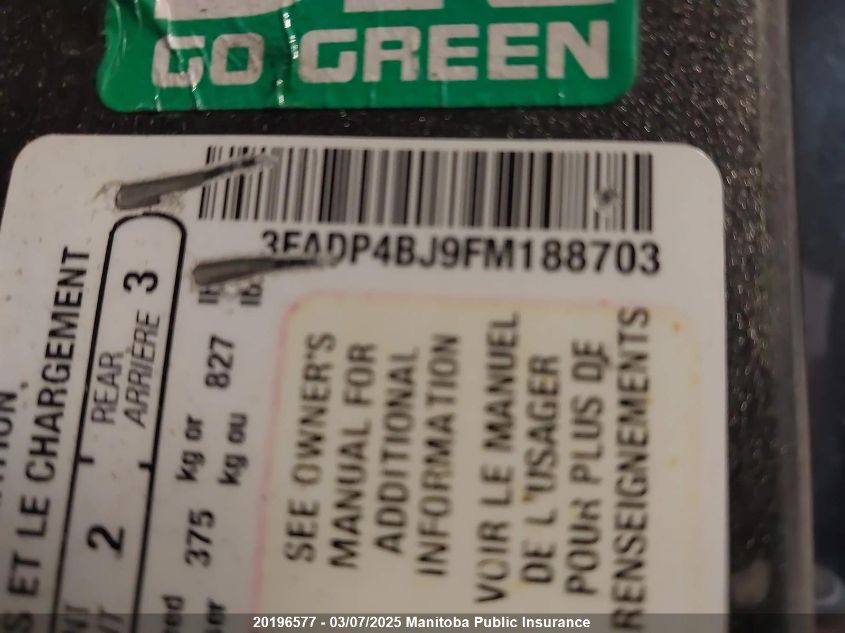 GO GREEN
3FADP4BJ9FM188703
ET LE CHARGEMENT
REAR
ARRIÈRE
3
2
375
kg or
kg ou
827
SEE OWNER'S
MANUAL FOR
ADDITIONAL
INFORMATION
VOIR LE MANUEL
DE L'USAGER
POUR PLUS DE
RENSEIGNEMENTS
20196577 - 03/07/2025 Manitoba Public Insurance